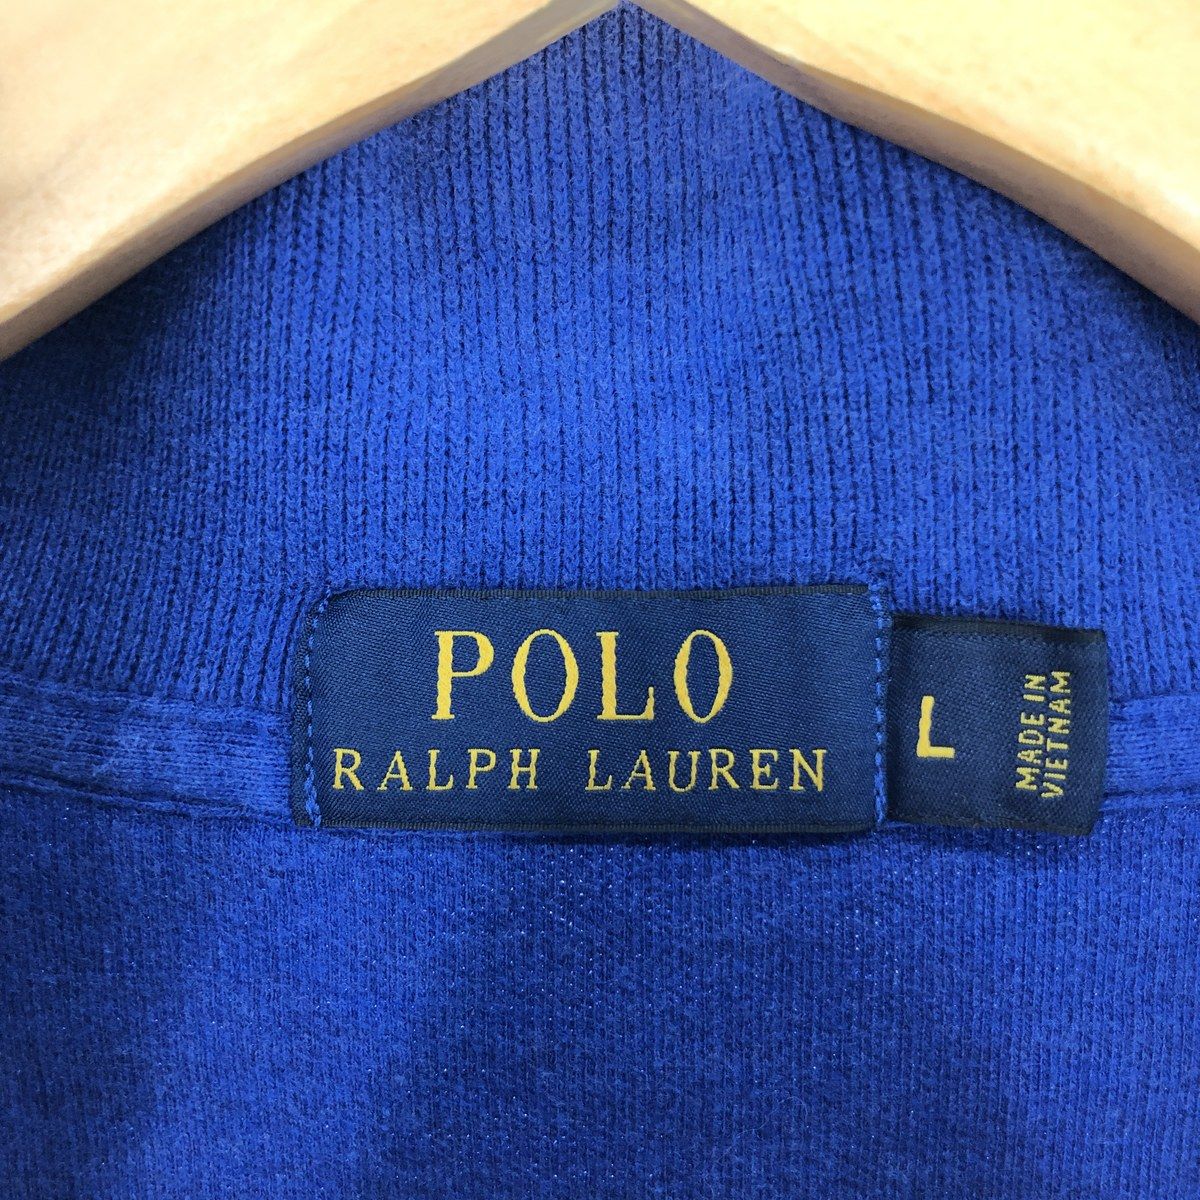 POLO
RALPH LAUREN
L
MADE IN
VIETNAM